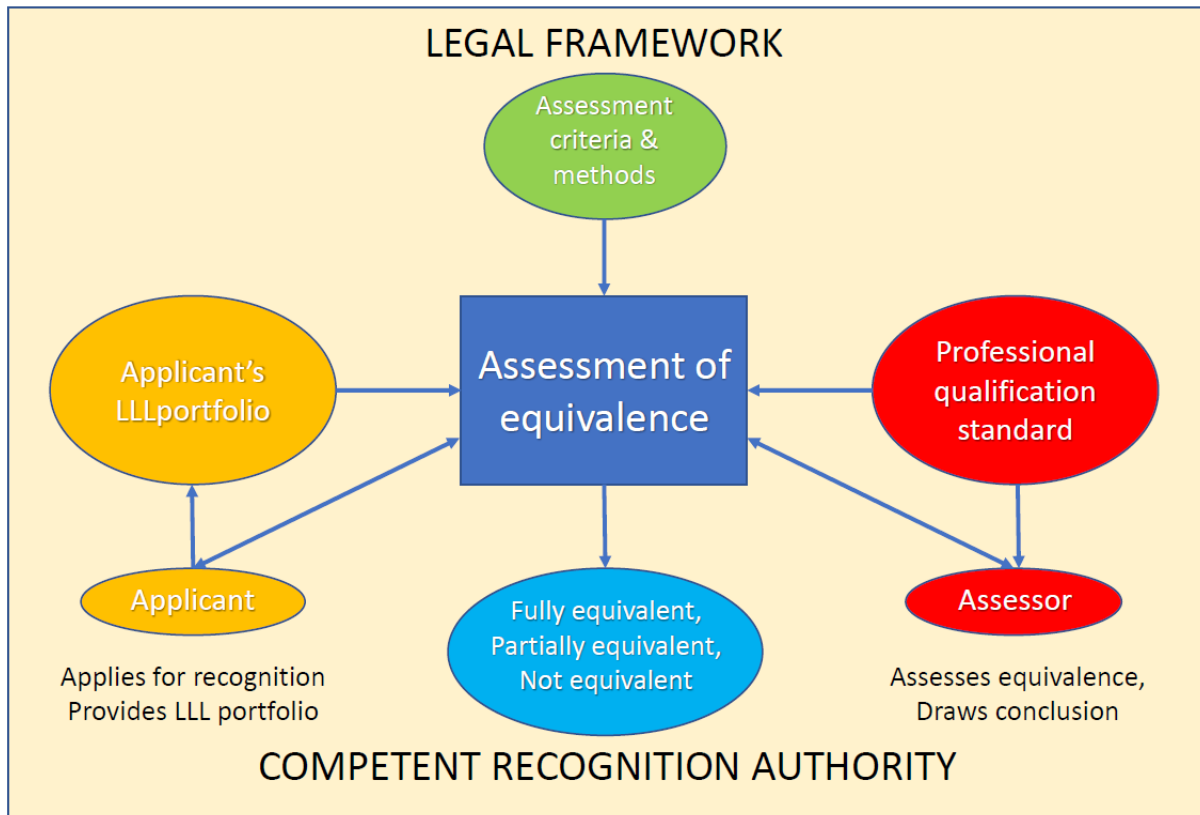 LEGAL FRAMEWORK
Assessment
criteria &
methods
Applicant's
LLLportfolio
Assessment of
equivalence
Professional
qualification
standard
Applicant
Fully equivalent,
Partially equivalent,
Not equivalent
Assessor
Applies for recognition
Provides LLL portfolio
Assesses equivalence,
Draws conclusion
COMPETENT RECOGNITION AUTHORITY